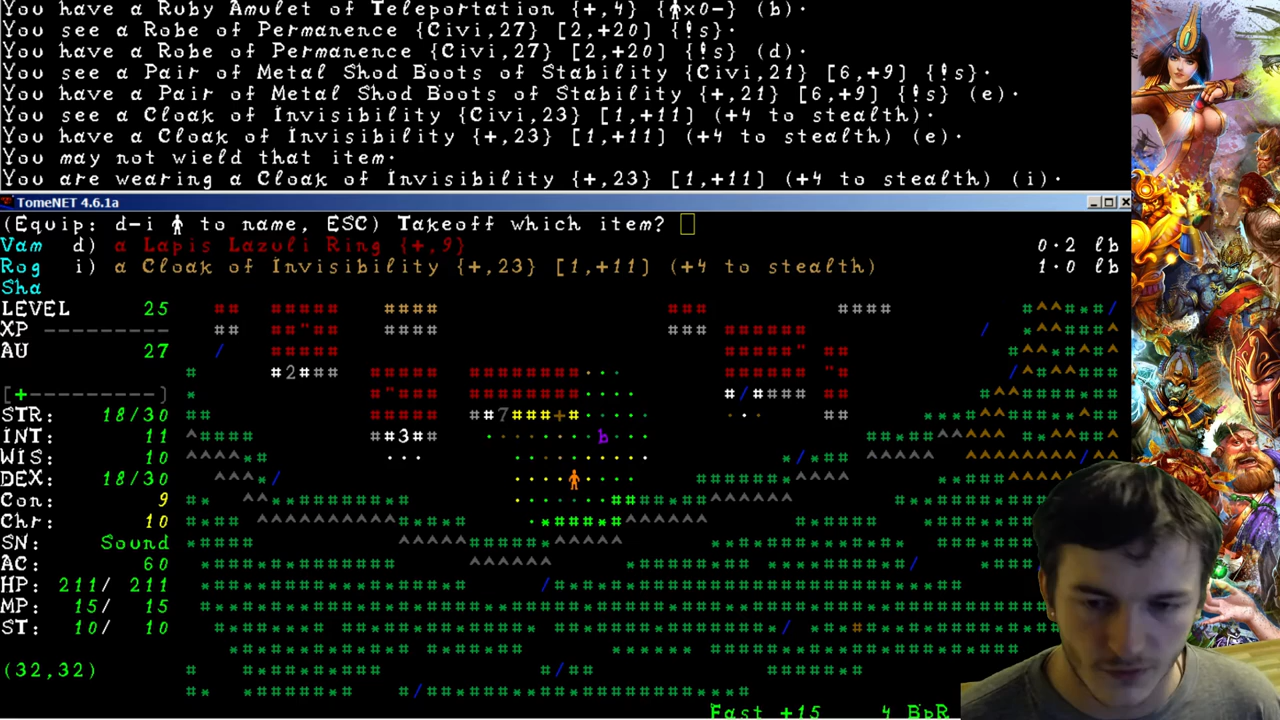 You have a Ruby Amulet of Teleportation {+,4} { x0-} (b).
You see a Robe of Permanence {Civi,27} [2,+20] {!s}.
You have a Robe of Permanence {Civi,27} [2,+20] {!s} (d).
You see a Pair of Metal Shod Boots of Stability {Civi,21} [6,+9] {!s}.
You have a Pair of Metal Shod Boots of Stability {+,21} [6,+9] {!s} (e).
You see a Cloak of Invisibility {Civi,23} [1,+11] (+4 to stealth).
You have a Cloak of Invisibility {+,23} [1,+11] (+4 to stealth) (e).
You may not wield that item.
You are wearing a Cloak of Invisibility {+,23} [1,+11] (+4 to stealth) (i).
TomeNET 4.6.1a
(Equip: d-i to name, ESC) Takeoff which item?
Vam d) a Lapis Lazuli Ring {+,9} 0.2 lb
Rog i) a Cloak of Invisibility {+,23} [1,+11] (+4 to stealth) 1.0 lb
Sha
LEVEL 25
XP ----------
AU 27
[+---------]
STR: 18/30
INT: 11
WIS: 10
DEX: 18/30
Con: 9
Chr: 10
SN: Sound
AC: 60
HP: 211/ 211
MP: 15/ 15
ST: 10/ 10
(32,32)
Fast +15 4 BpR